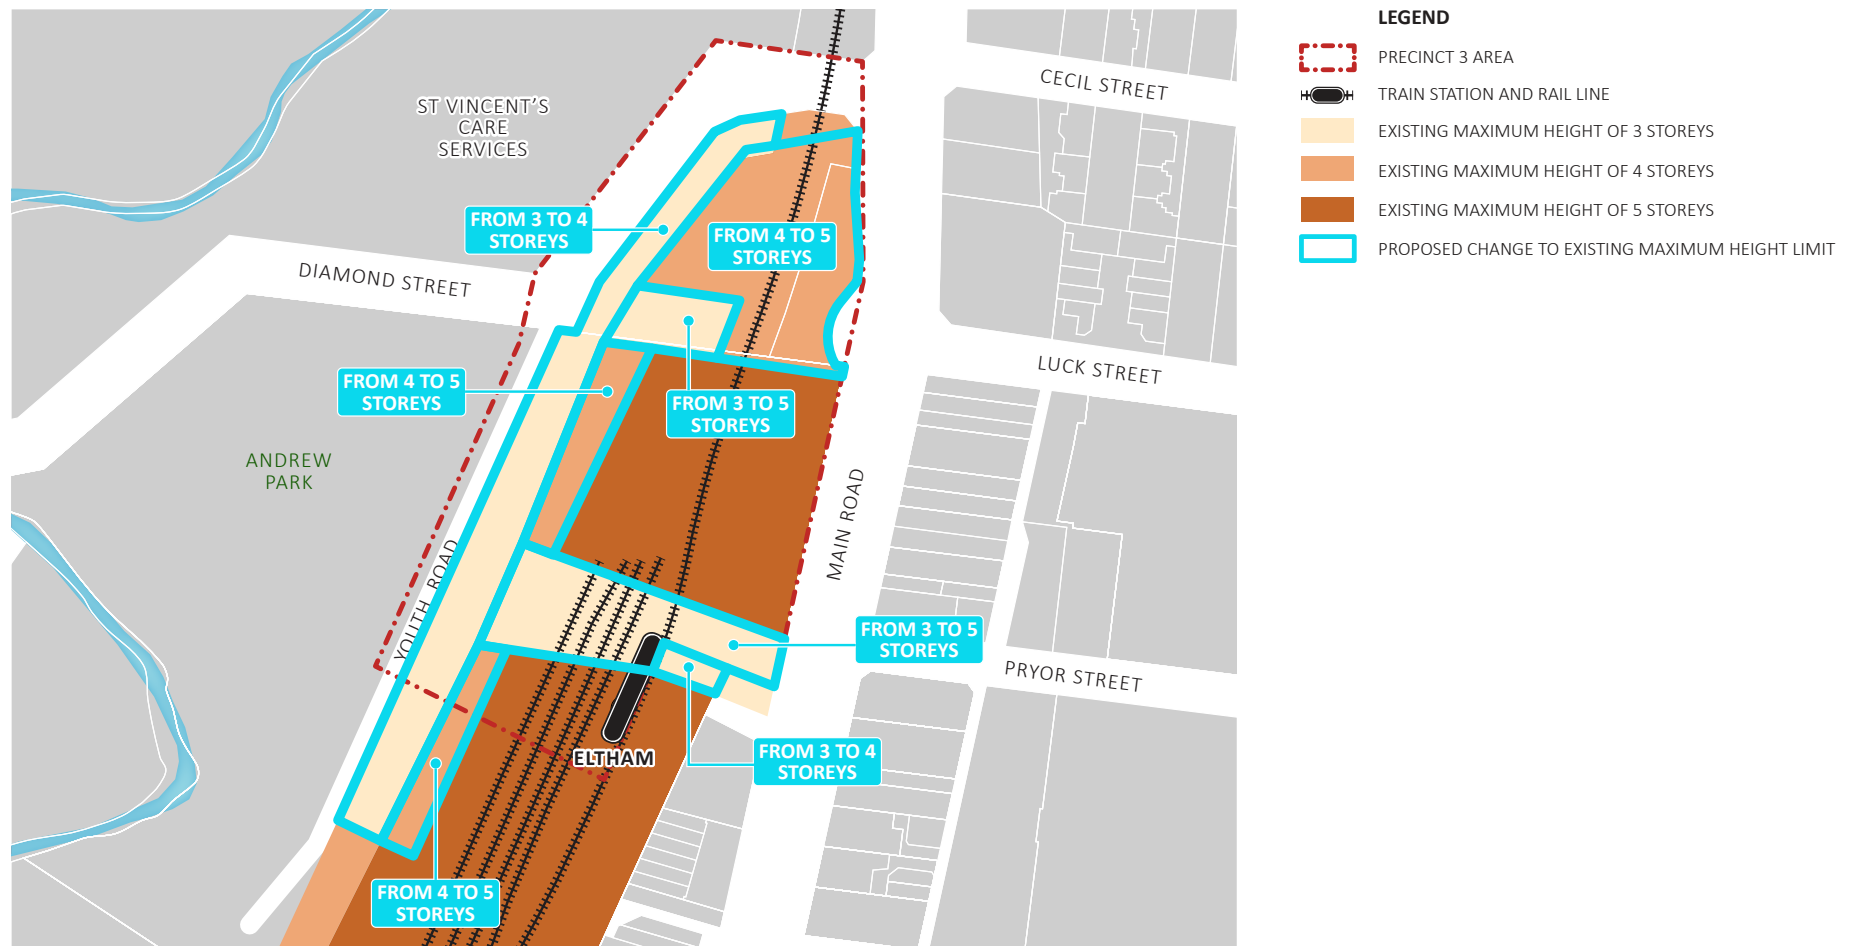 LEGEND
PRECINCT 3 AREA
TRAIN STATION AND RAIL LINE
EXISTING MAXIMUM HEIGHT OF 3 STOREYS
EXISTING MAXIMUM HEIGHT OF 4 STOREYS
EXISTING MAXIMUM HEIGHT OF 5 STOREYS
PROPOSED CHANGE TO EXISTING MAXIMUM HEIGHT LIMIT
CECIL STREET
ST VINCENT'S
CARE
SERVICES
FROM 3 TO 4
STOREYS
FROM 4 TO 5
STOREYS
DIAMOND STREET
LUCK STREET
FROM 4 TO 5
STOREYS
FROM 3 TO 5
STOREYS
ANDREW
PARK
MAIN ROAD
YOUTH ROAD
FROM 3 TO 5
STOREYS
PRYOR STREET
ELTHAM
FROM 3 TO 4
STOREYS
FROM 4 TO 5
STOREYS